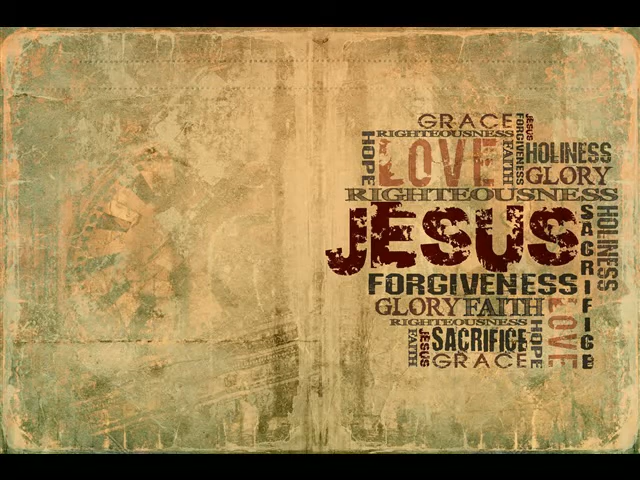 GRACE
JESUS
FORGIVENESS
RIGHTEOUSNESS
HOPE
LOVE
FAITH
HOLINESS
GLORY
RIGHTEOUSNESS
JESUS
SACRIFICE
HOLINESS
FORGIVENESS
GLORY FAITH
LOVE
RIGHTEOUSNESS
FAITH
JESUS
SACRIFICE
HOPE
GRACE